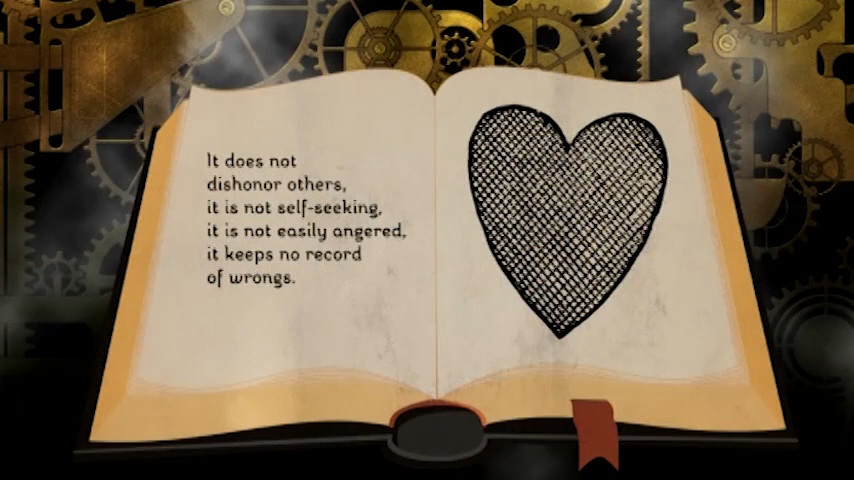 It does not
dishonor others,
it is not self-seeking,
it is not easily angered,
it keeps no record
of wrongs.